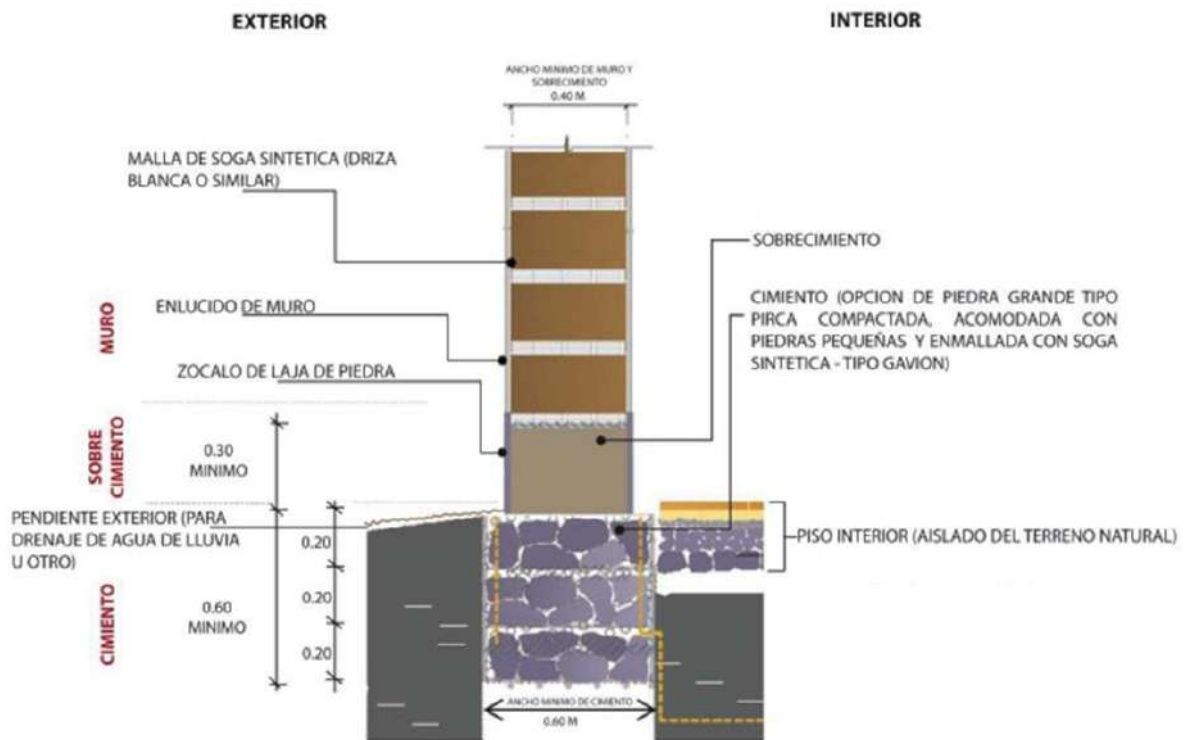 EXTERIOR
INTERIOR
ANCHO MINIMO DE MURO Y
SOBRECIMIENTO
0.40 M
MALLA DE SOGA SINTETICA (DRIZA
BLANCA O SIMILAR)
SOBRECIMIENTO
CIMIENTO (OPCION DE PIEDRA GRANDE TIPO
PIRCA COMPACTADA, ACOMODADA CON
PIEDRAS PEQUEÑAS Y ENMALLADA CON SOGA
SINTETICA - TIPO GAVION)
MURO
ENLUCIDO DE MURO
ZOCALO DE LAJA DE PIEDRA
SOBRE
CIMIENTO
0.30
MINIMO
PENDIENTE EXTERIOR (PARA
DRENAJE DE AGUA DE LLUVIA
U OTRO)
PISO INTERIOR (AISLADO DEL TERRENO NATURAL)
CIMIENTO
0.60
MINIMO
0.20
0.20
0.20
ANCHO MINIMO DE CIMIENTO
0.60 M